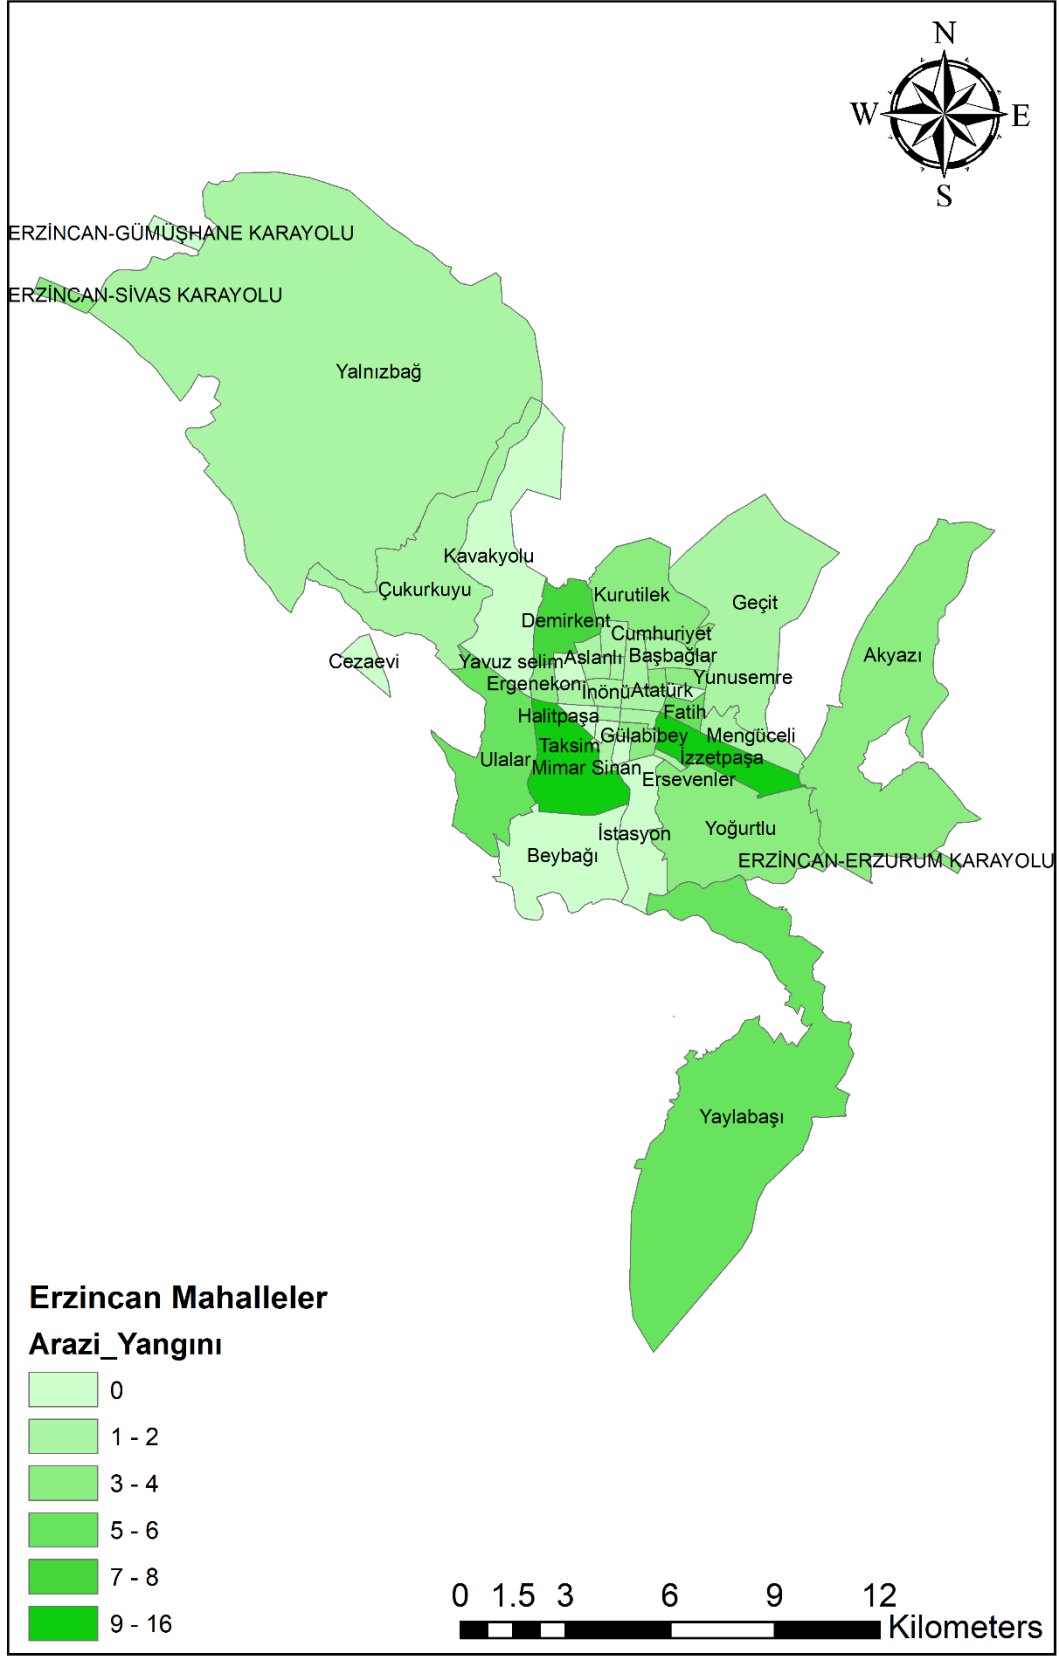 N
W
E
S
ERZİNCAN-GÜMÜŞHANE KARAYOLU
ERZİNCAN-SİVAS KARAYOLU
Yalnızbağ
Kavakyolu
Çukurkuyu
Kurutilek
Geçit
Demirkent
Cumhuriyet
Cezaevi
Yavuz selim
Aslanlı
Başbağlar
Akyazı
Ergenekon
İnönü
Atatürk
Yunusemre
Halitpaşa
Fatih
Taksim
Gülabibey
Mengüceli
Ulalar
Mimar Sinan
İzzetpaşa
Ersevenler
İstasyon
Yoğurtlu
Beybağı
ERZİNCAN-ERZURUM KARAYOLU
Yaylabaşı
Erzincan Mahalleler
Arazi_Yangını
0
1 - 2
3 - 4
5 - 6
7 - 8
9 - 16
0 1.5 3 6 9 12
Kilometers